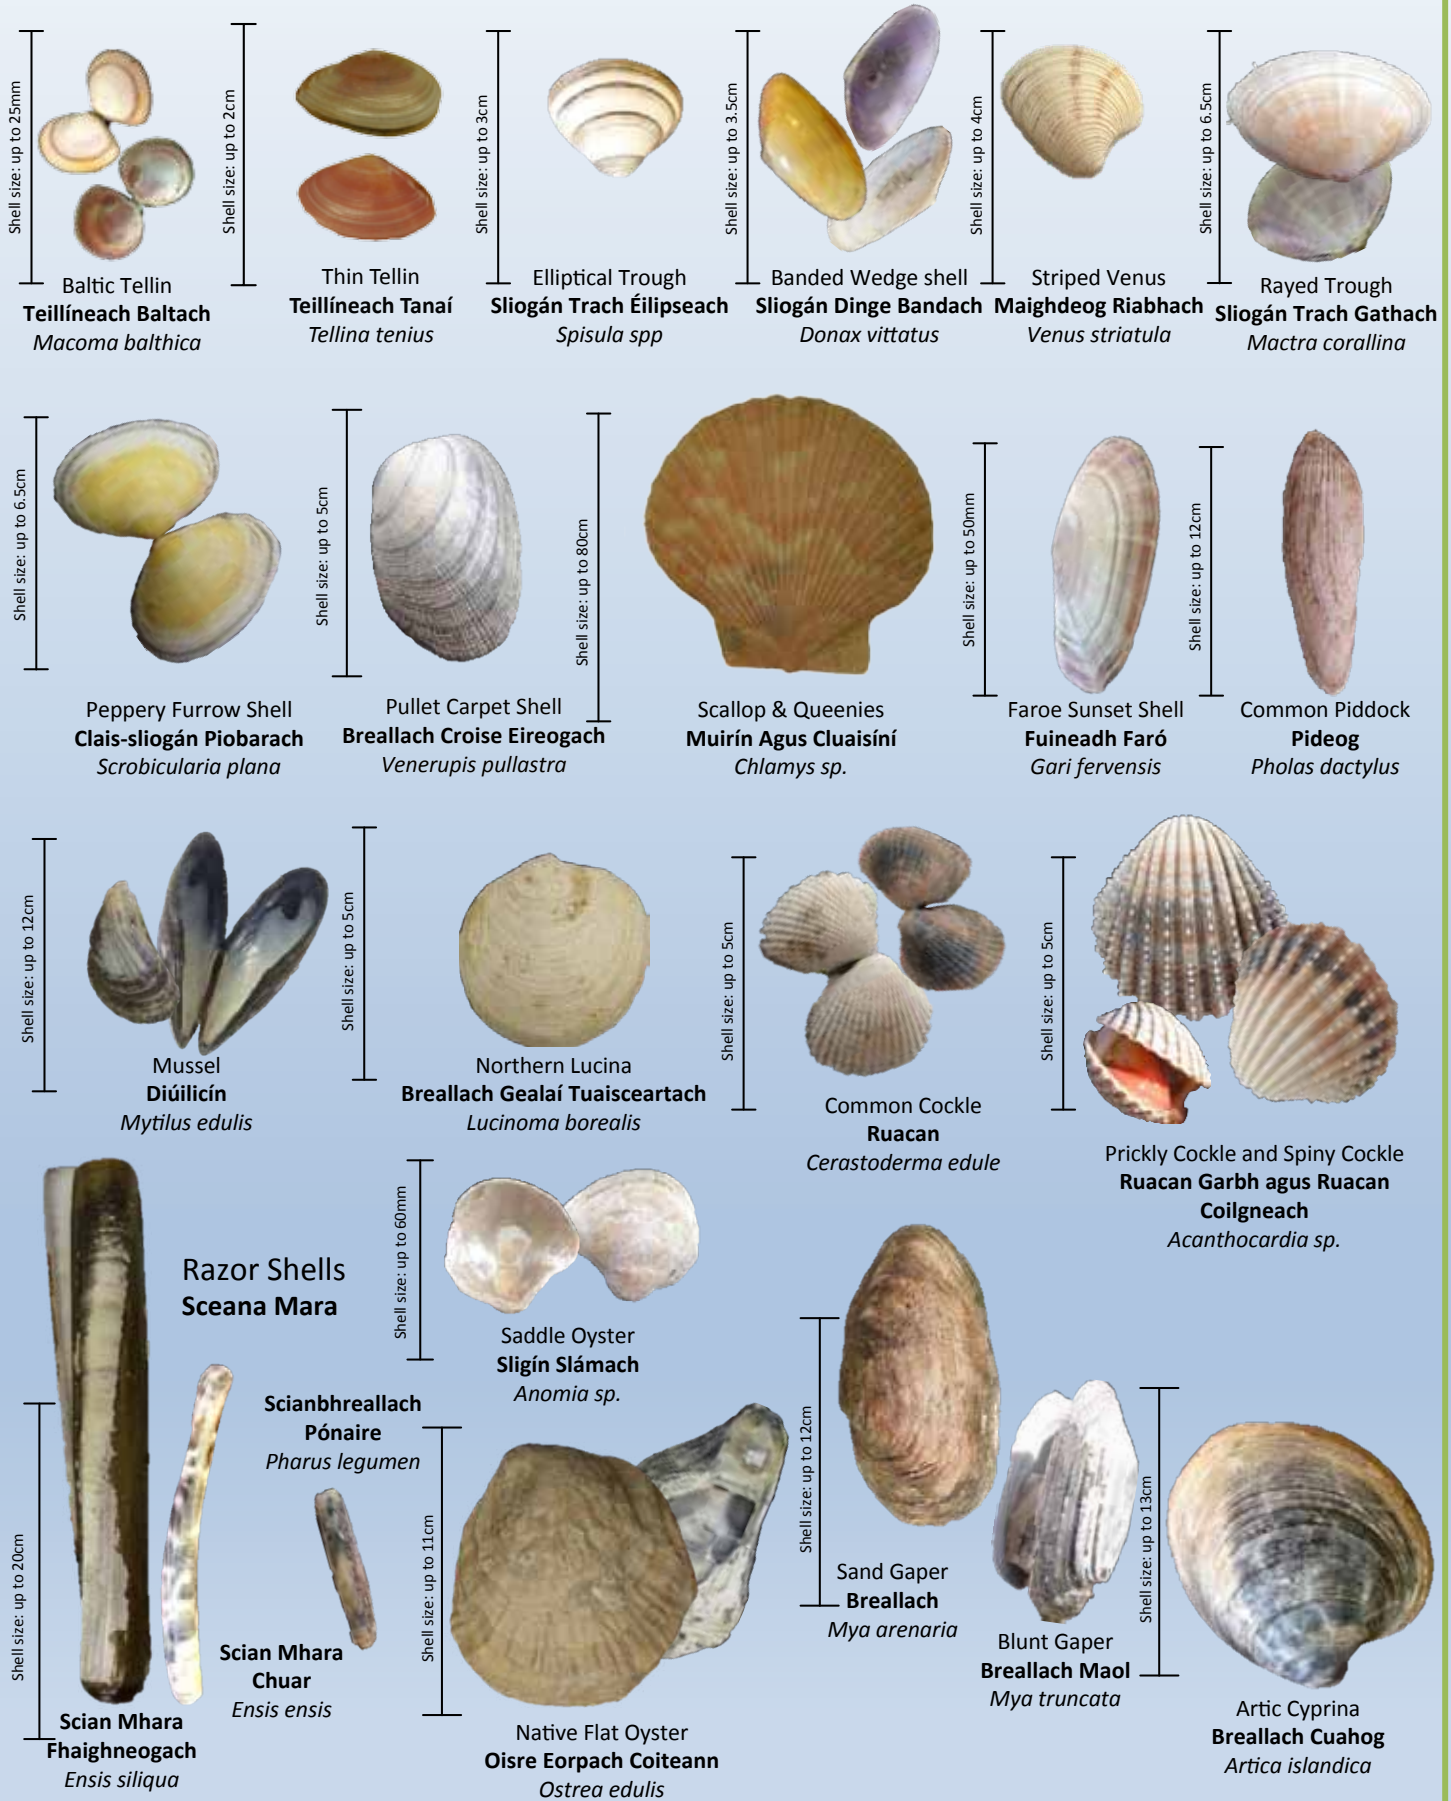 Shell size: up to 25mm
Baltic Tellin
Teillíneach Baltach
Macoma balthica
Shell size: up to 2cm
Thin Tellin
Teillíneach Tanaí
Tellina tenius
Shell size: up to 3cm
Elliptical Trough
Sliogán Trach Éilipseach
Spisula spp
Shell size: up to 3.5cm
Banded Wedge shell
Sliogán Dinge Bandach
Donax vittatus
Shell size: up to 4cm
Striped Venus
Maighdeog Riabhach
Venus striatula
Shell size: up to 6.5cm
Rayed Trough
Sliogán Trach Gathach
Mactra corallina
Shell size: up to 6.5cm
Peppery Furrow Shell
Clais-sliogán Piobarach
Scrobicularia plana
Shell size: up to 5cm
Pullet Carpet Shell
Breallach Croise Eireogach
Venerupis pullastra
Shell size: up to 80cm
Scallop & Queenies
Muirín Agus Cluaisíní
Chlamys sp.
Shell size: up to 50mm
Faroe Sunset Shell
Fuineadh Faró
Gari fervensis
Shell size: up to 12cm
Common Piddock
Pideog
Pholas dactylus
Shell size: up to 12cm
Mussel
Diúilicín
Mytilus edulis
Shell size: up to 5cm
Northern Lucina
Breallach Gealaí Tuaisceartach
Lucinoma borealis
Shell size: up to 5cm
Common Cockle
Ruacan
Cerastoderma edule
Shell size: up to 5cm
Prickly Cockle and Spiny Cockle
Ruacan Garbh agus Ruacan
Coilgneach
Acanthocardia sp.
Razor Shells
Sceana Mara
Shell size: up to 20cm
Scian Mhara
Fhaighneogach
Ensis siliqua
Scian Mhara
Chuar
Ensis ensis
Scianbhreallach
Pónaire
Pharus legumen
Shell size: up to 60mm
Saddle Oyster
Sligín Slámach
Anomia sp.
Shell size: up to 11cm
Native Flat Oyster
Oisre Eorpach Coiteann
Ostrea edulis
Shell size: up to 12cm
Sand Gaper
Breallach
Mya arenaria
Blunt Gaper
Breallach Maol
Mya truncata
Shell size: up to 13cm
Artic Cyprina
Breallach Cuahog
Artica islandica